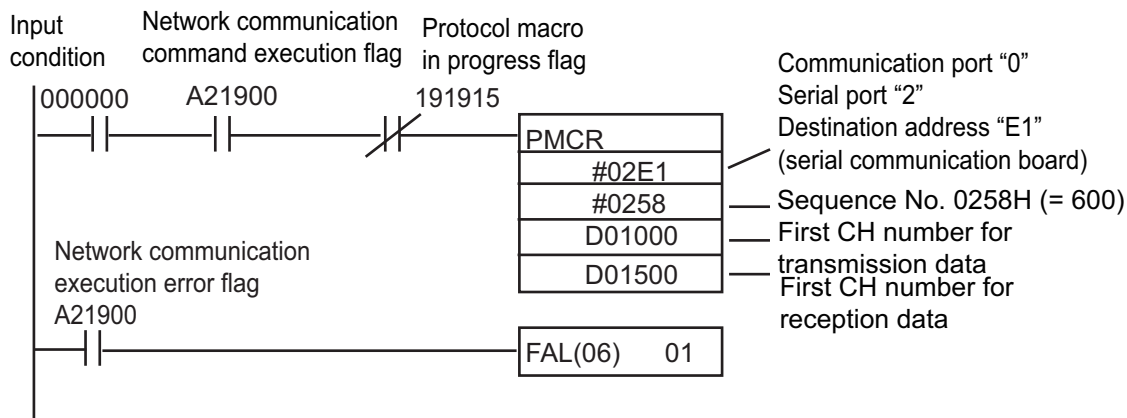 Input
condition
Network communication
command execution flag
Protocol macro
in progress flag
000000
A21900
191915
PMCR
#02E1
#0258
D01000
D01500
Communication port “0”
Serial port “2”
Destination address “E1”
(serial communication board)
Sequence No. 0258H (= 600)
First CH number for
transmission data
First CH number for
reception data
Network communication
execution error flag
A21900
FAL(06) 01